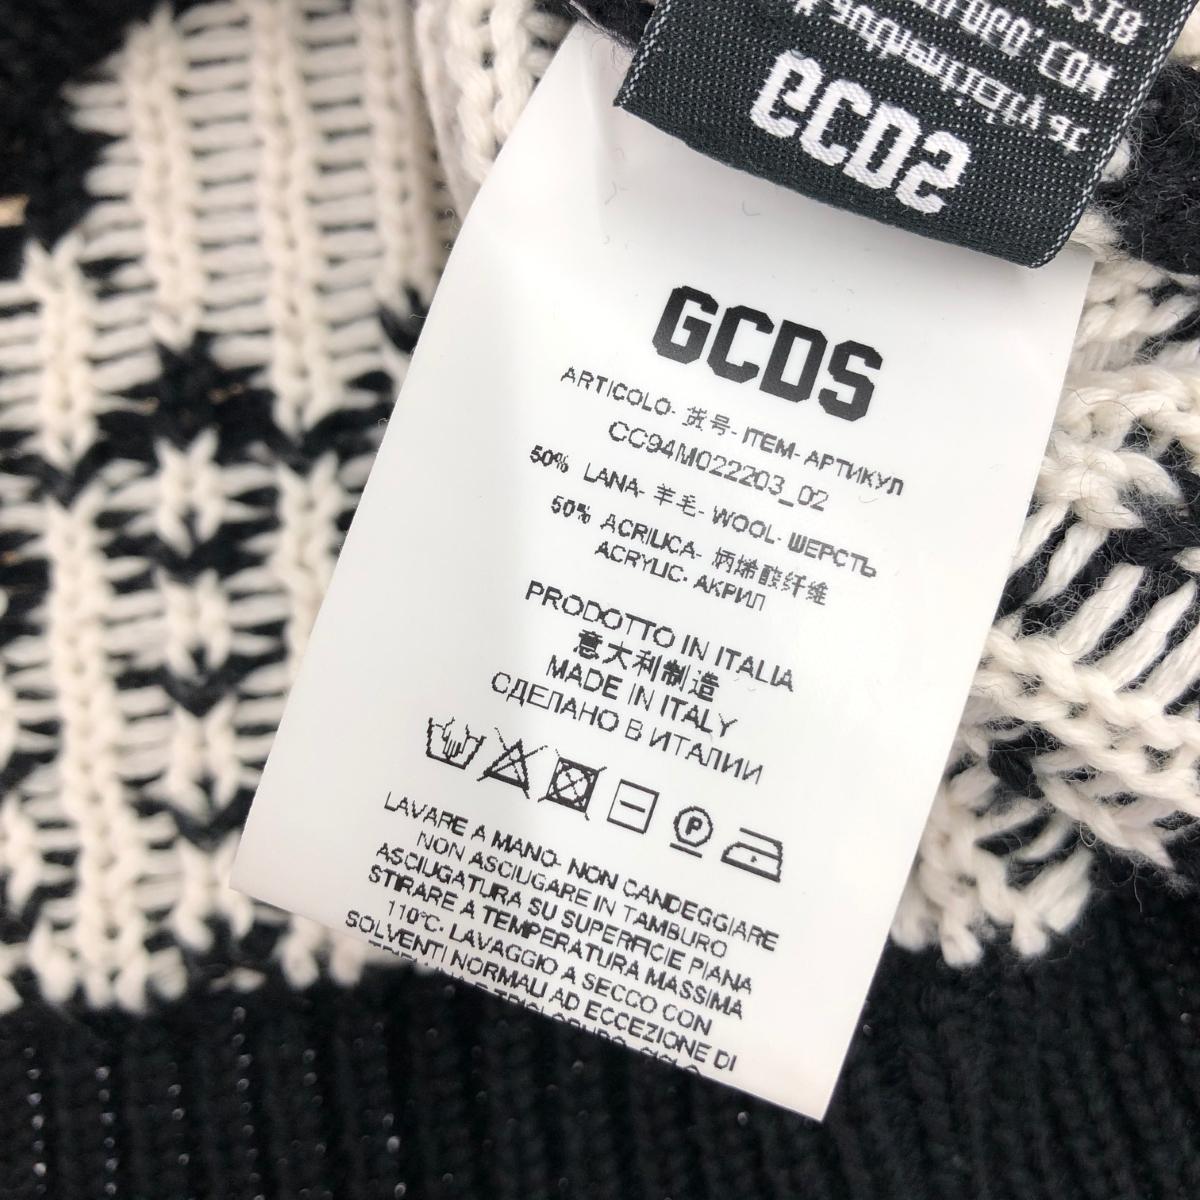 GCDS
GCDS
ARTICOLO- 货号- ITEM- АРТИКУЛ
CC94M022203_02
50% LANA- 羊毛- WOOL- ШЕРСТЬ
50% ACRILICA- 炳烯酸纤维
ACRYLIC- АКРИЛ
PRODOTTO IN ITALIA
意大利制造
MADE IN ITALY
СДЕЛАНО В ИТАЛИИ
P
LAVARE A MANO- NON CANDEGGIARE
NON ASCIUGARE IN TAMBURO
ASCIUGATURA SU SUPERFICIE PIANA
STIRARE A TEMPERATURA MASSIMA
110°C- LAVAGGIO A SECCO CON
SOLVENTI NORMALI AD ECCEZIONE DI